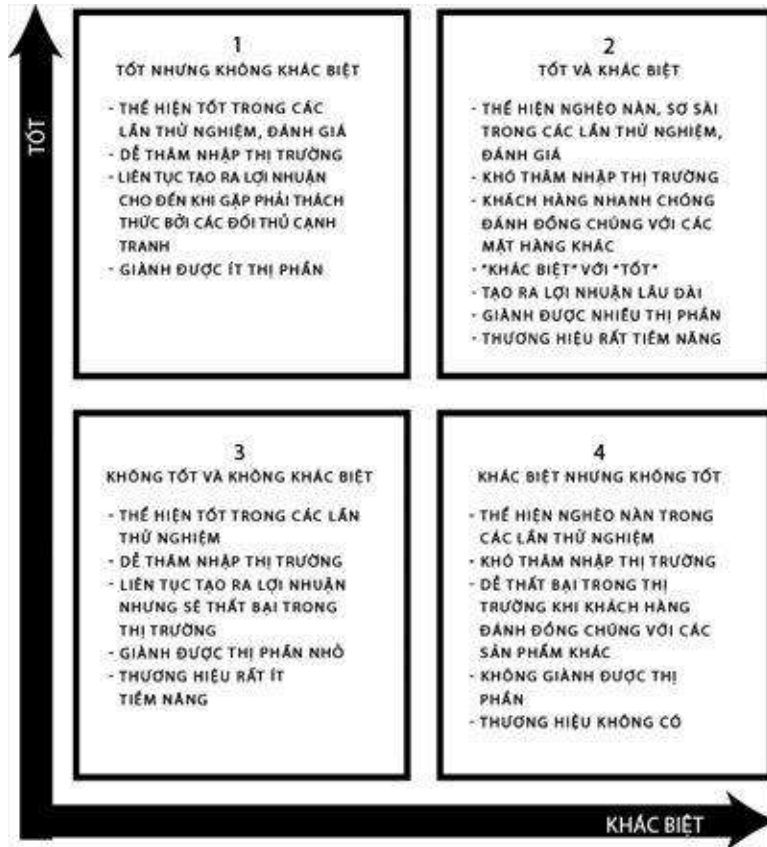 TỐT
1
TỐT NHƯNG KHÔNG KHÁC BIỆT
- THỂ HIỆN TỐT TRONG CÁC
LẦN THỬ NGHIỆM, ĐÁNH GIÁ
- DỄ THÂM NHẬP THỊ TRƯỜNG
- LIÊN TỤC TẠO RA LỢI NHUẬN
CHO ĐẾN KHI GẶP PHẢI THÁCH
THỨC BỞI CÁC ĐỐI THỦ CẠNH
TRANH
- GIÀNH ĐƯỢC ÍT THỊ PHẦN
2
TỐT VÀ KHÁC BIỆT
- THỂ HIỆN NGHÈO NÀN, SƠ SÀI
TRONG CÁC LẦN THỬ NGHIỆM,
ĐÁNH GIÁ
- KHÓ THÂM NHẬP THỊ TRƯỜNG
- KHÁCH HÀNG NHANH CHÓNG
ĐÁNH ĐỒNG CHÚNG VỚI CÁC
MẶT HÀNG KHÁC
- "KHÁC BIỆT" VỚI "TỐT"
- TẠO RA LỢI NHUẬN LÂU DÀI
- GIÀNH ĐƯỢC NHIỀU THỊ PHẦN
- THƯƠNG HIỆU RẤT TIỀM NĂNG
3
KHÔNG TỐT VÀ KHÔNG KHÁC BIỆT
- THỂ HIỆN TỐT TRONG CÁC LẦN
THỬ NGHIỆM
- DỄ THÂM NHẬP THỊ TRƯỜNG
- LIÊN TỤC TẠO RA LỢI NHUẬN
NHƯNG SẼ THẤT BẠI TRONG
THỊ TRƯỜNG
- GIÀNH ĐƯỢC THỊ PHẦN NHỎ
- THƯƠNG HIỆU RẤT ÍT
TIỀM NĂNG
4
KHÁC BIỆT NHƯNG KHÔNG TỐT
- THỂ HIỆN NGHÈO NÀN TRONG
CÁC LẦN THỬ NGHIỆM
- KHÓ THÂM NHẬP THỊ TRƯỜNG
- DỄ THẤT BẠI TRONG THỊ
TRƯỜNG KHI KHÁCH HÀNG
ĐÁNH ĐỒNG CHÚNG VỚI CÁC
SẢN PHẨM KHÁC
- KHÔNG GIÀNH ĐƯỢC THỊ
PHẦN
- THƯƠNG HIỆU KHÔNG CÓ
KHÁC BIỆT